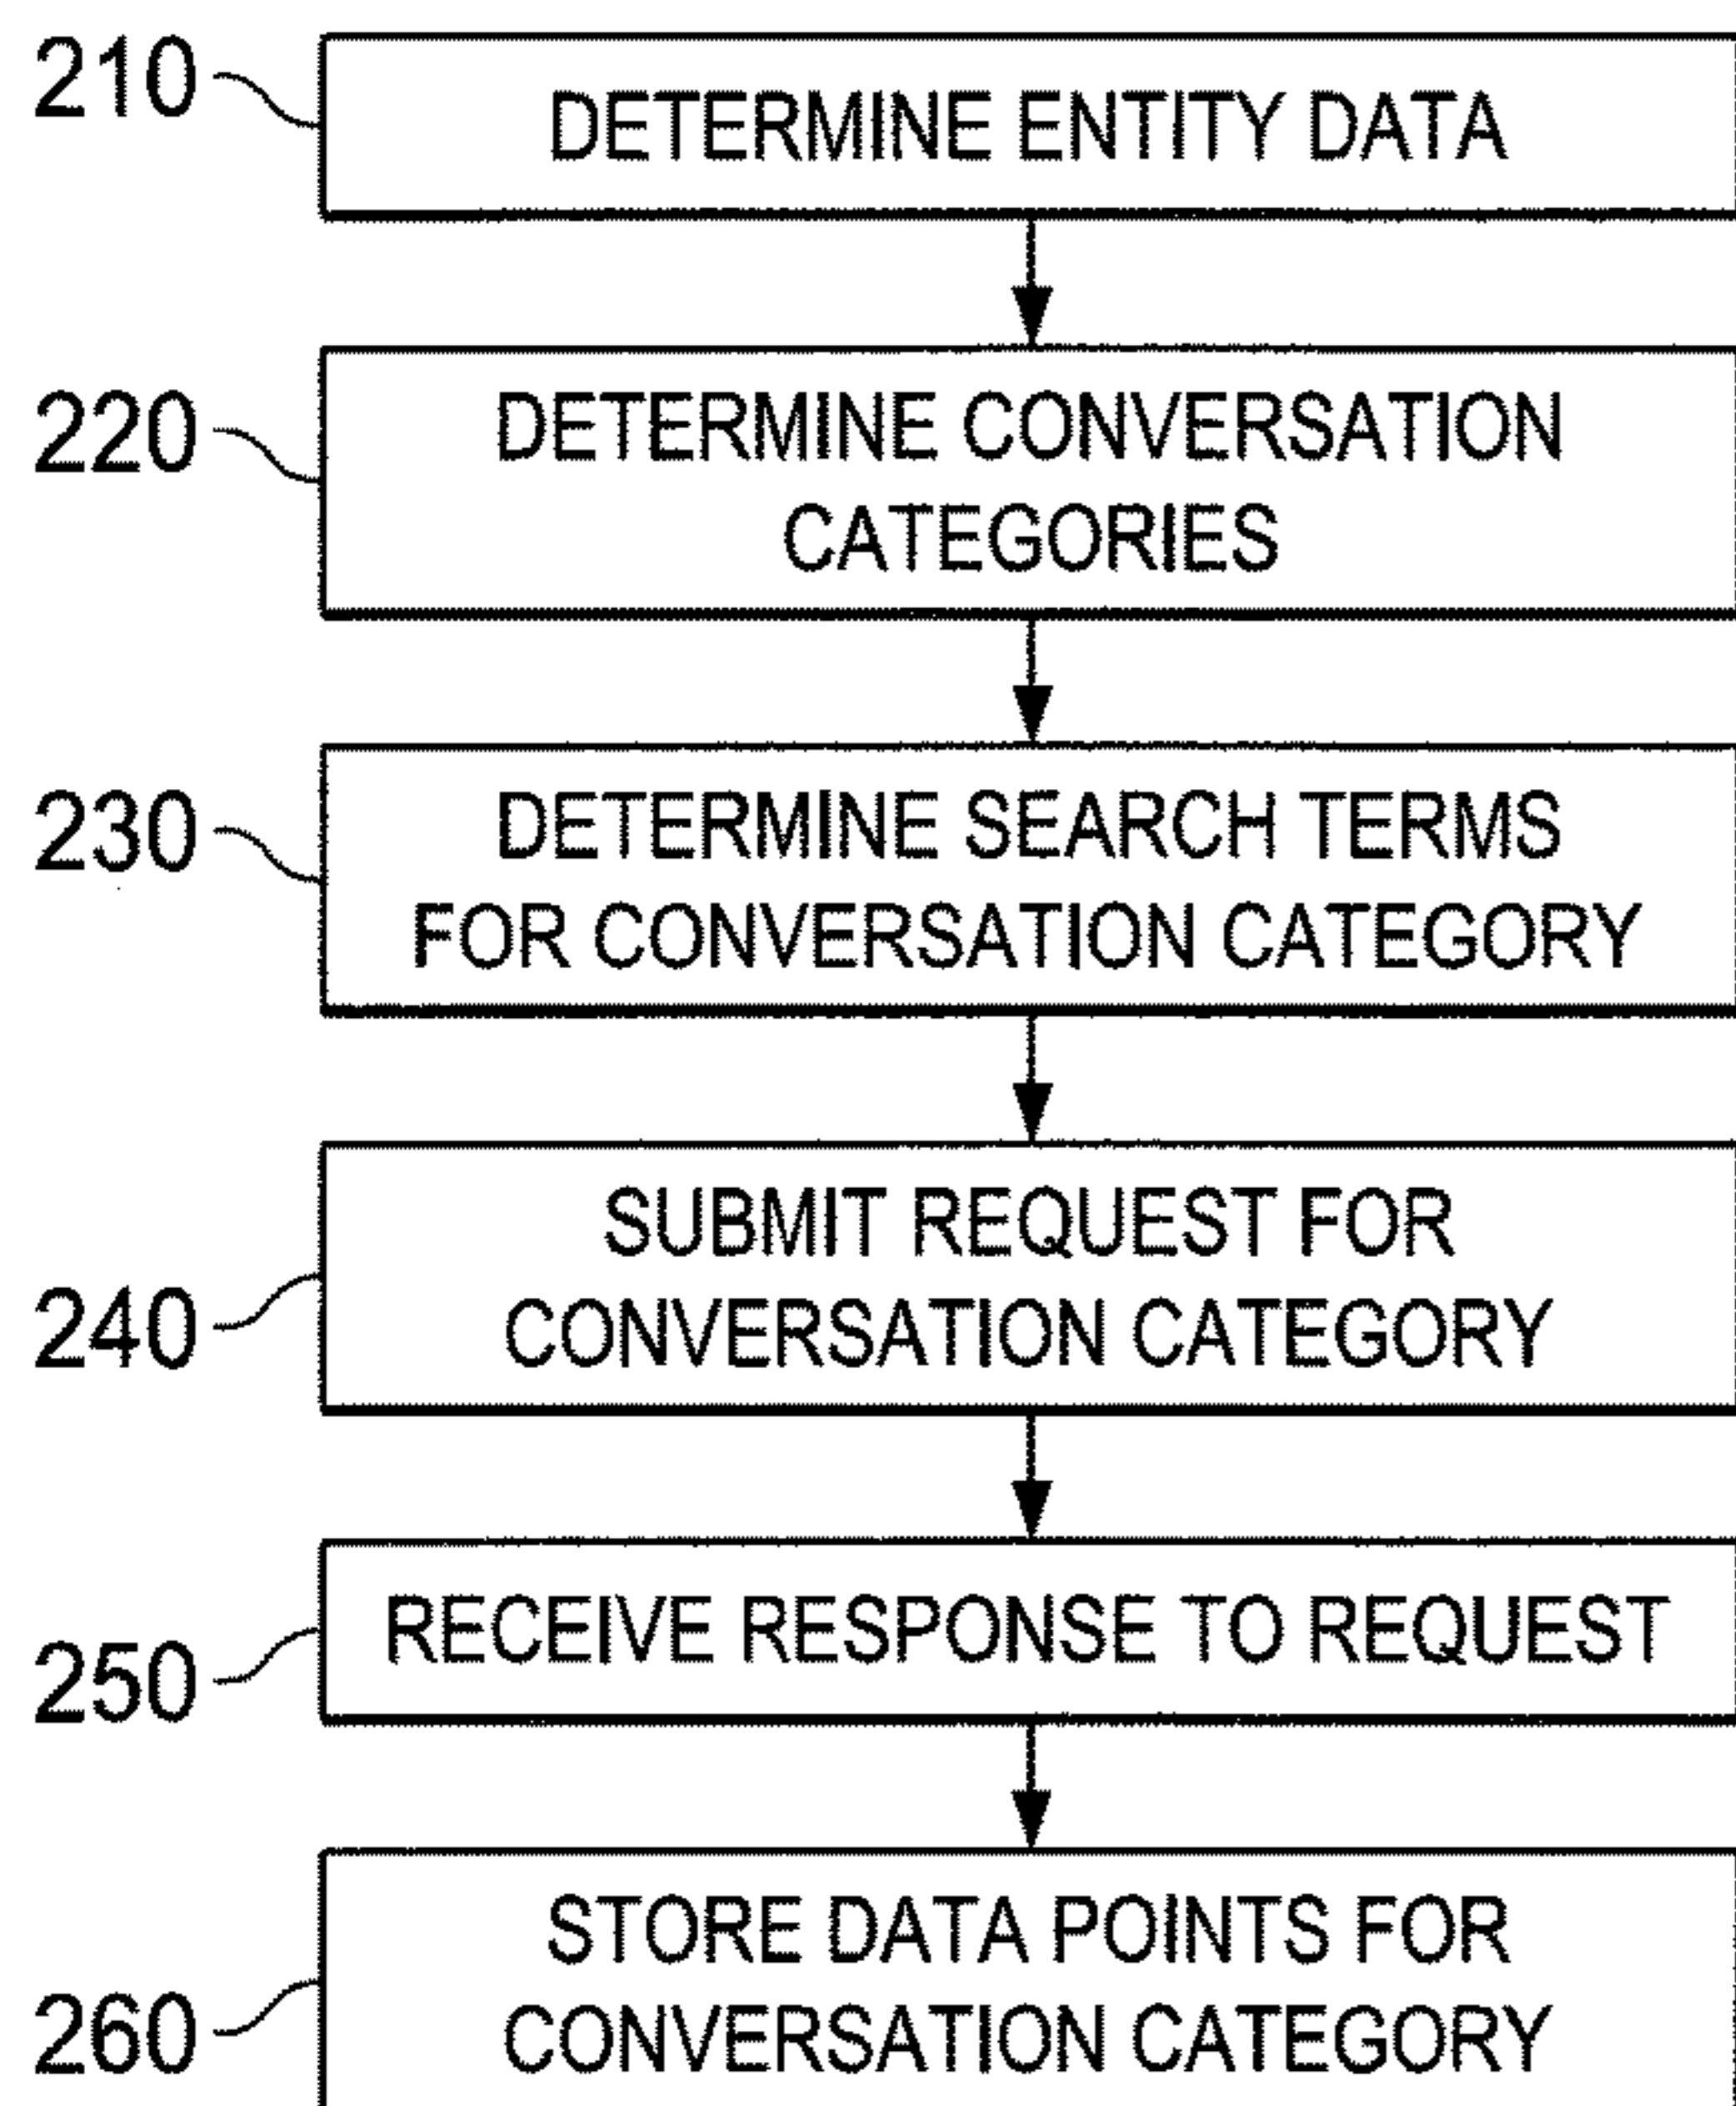 210
DETERMINE ENTITY DATA
220
DETERMINE CONVERSATION
CATEGORIES
230
DETERMINE SEARCH TERMS
FOR CONVERSATION CATEGORY
SUBMIT REQUEST FOR
240
CONVERSATION CATEGORY
RECEIVE RESPONSE TO REQUEST
250
STORE DATA POINTS FOR
260
CONVERSATION CATEGORY